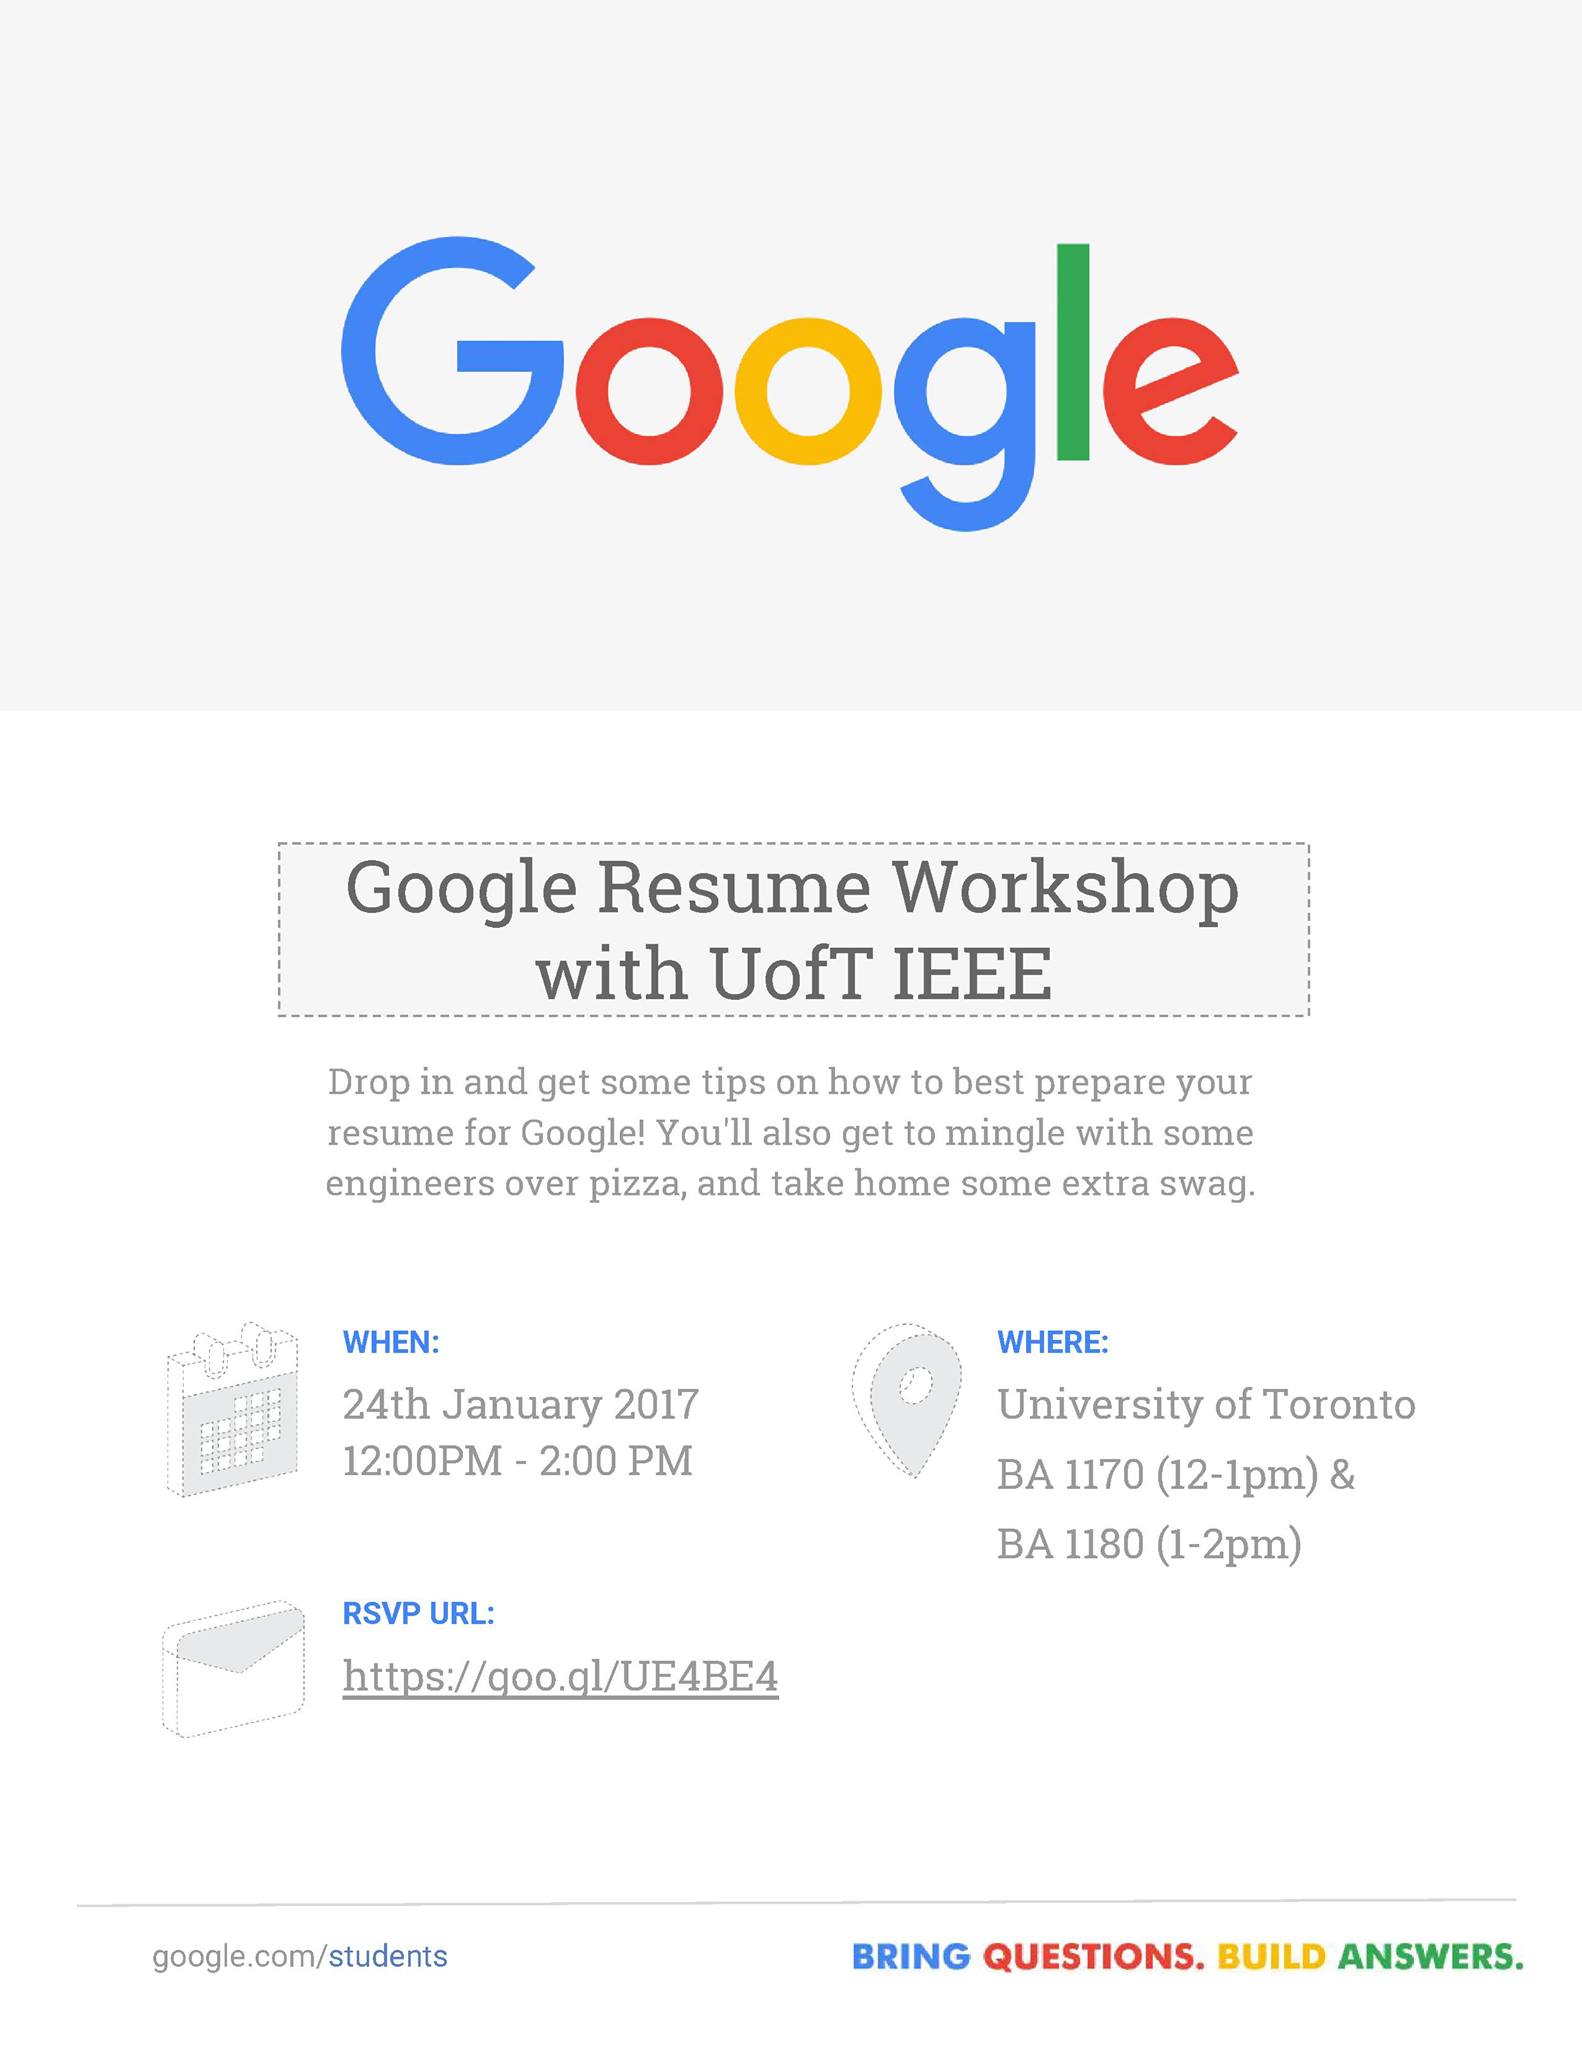 Google
Google Resume Workshop
with UofT IEEE
Drop in and get some tips on how to best prepare your
resume for Google! You'll also get to mingle with some
engineers over pizza, and take home some extra swag.
WHEN:
24th January 2017
12:00PM - 2:00 PM
WHERE:
University of Toronto
BA 1170 (12-1pm) &
BA 1180 (1-2pm)
RSVP URL:
https://goo.gl/UE4BE4
google.com/students
BRING QUESTIONS. BUILD ANSWERS.